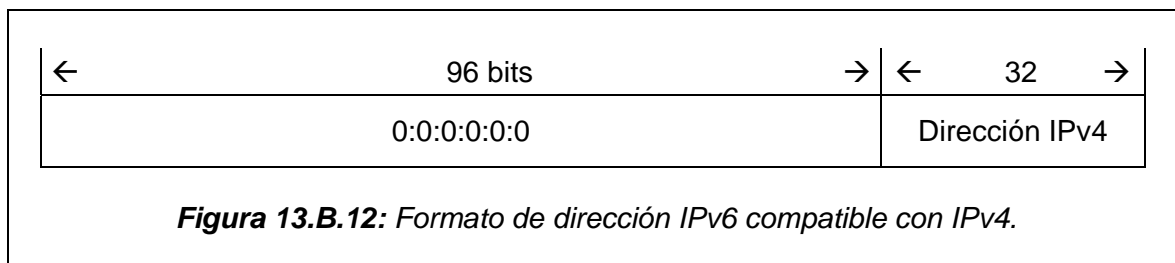 ← 96 bits → ← 32 →
0:0:0:0:0:0 Dirección IPv4
Figura 13.B.12: Formato de dirección IPv6 compatible con IPv4.